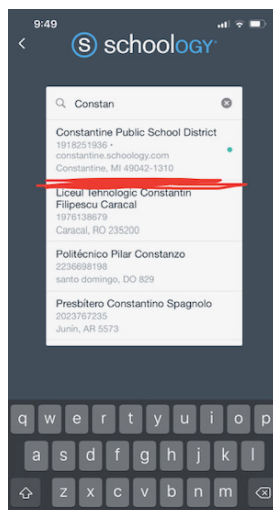 9:49
S schoology
Constan
Constantine Public School District
1918251936 •
constantine.schoology.com
Constantine, MI 49042-1310
Liceul Tehnologic Constantin
Filipescu Caracal
1976138679
Caracal, RO 235200
Politécnico Pilar Constanzo
2236698198
santo domingo, DO 829
Presbítero Constantino Spagnolo
2023767235
Junin, AR 5573
q w e r t y u i o p
a s d f g h j k l
z x c v b n m